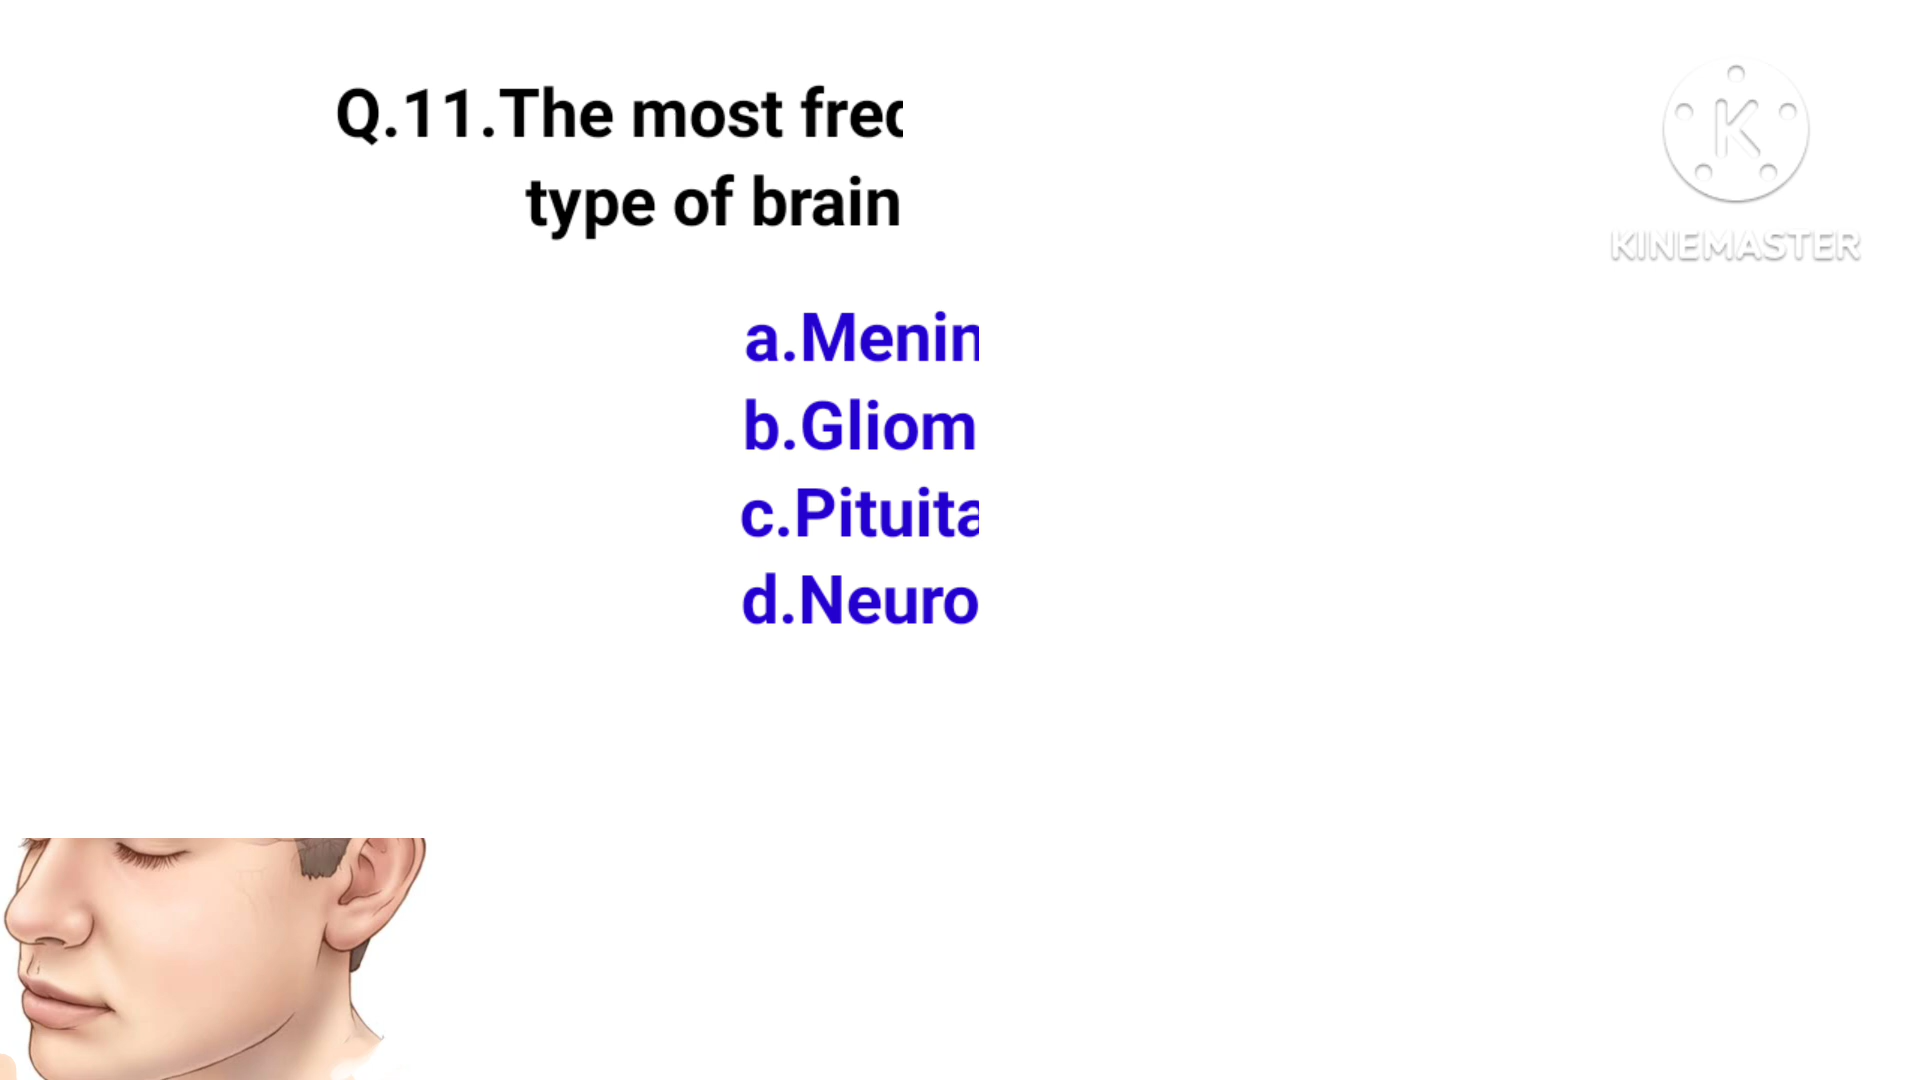 Q.11.The most freq
type of brain
a.Menin
b.Gliom
c.Pituita
d.Neuro
K
KINEMASTER